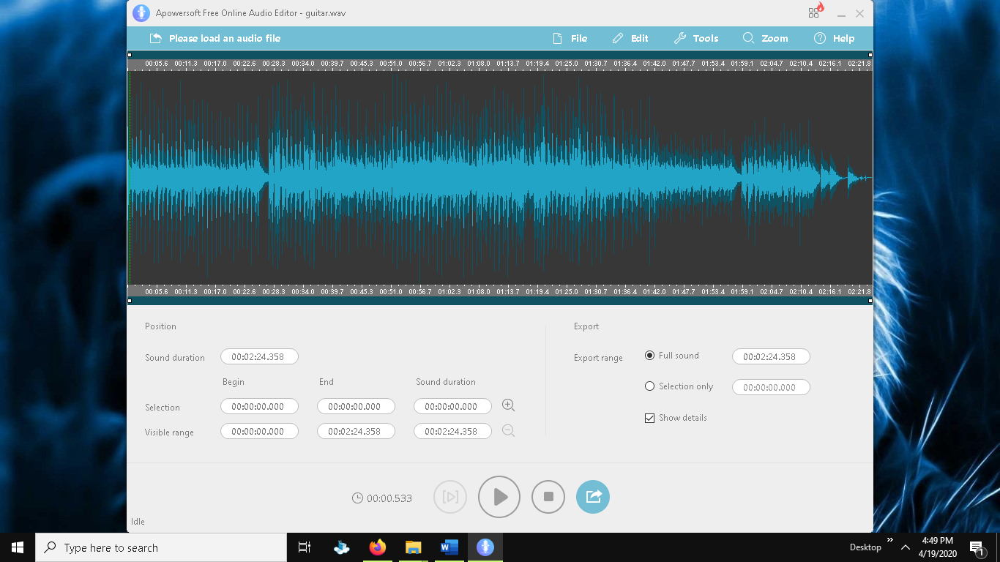 Apowersoft Free Online Audio Editor - guitar.wav
Please load an audio file File Edit Tools Zoom Help
00:05.6 00:11.3 00:17.0 00:22.6 00:28.3 00:34.0 00:39.7 00:45.3 00:51.0 00:56.7 01:02.3 01:08.0 01:13.7 01:19.4 01:25.0 01:30.7 01:36.4 01:42.0 01:47.7 01:53.4 01:59.1 02:04.7 02:10.4 02:16.1 02:21.8
00:05.6 00:11.3 00:17.0 00:22.6 00:28.3 00:34.0 00:39.7 00:45.3 00:51.0 00:56.7 01:02.3 01:08.0 01:13.7 01:19.4 01:25.0 01:30.7 01:36.4 01:42.0 01:47.7 01:53.4 01:59.1 02:04.7 02:10.4 02:16.1 02:21.8
Position
Sound duration 00:02:24.358
Begin End Sound duration
Selection 00:00:00.000 00:00:00.000 00:00:00.000
Visible range 00:00:00.000 00:02:24.358 00:02:24.358
Export
Export range Full sound 00:02:24.358
Selection only 00:00:00.000
Show details
00:00.533
Idle
Type here to search
Desktop
4:49 PM
4/19/2020
1